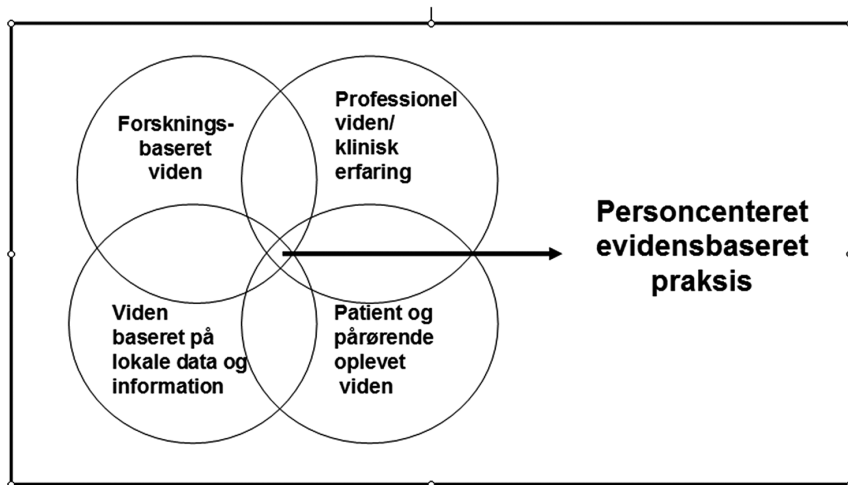 Forsknings-
baseret
viden
Professionel
viden/
klinisk
erfaring
Viden
baseret på
lokale data og
information
Patient og
pårørende
oplevet
viden
Personcenteret
evidensbaseret
praksis